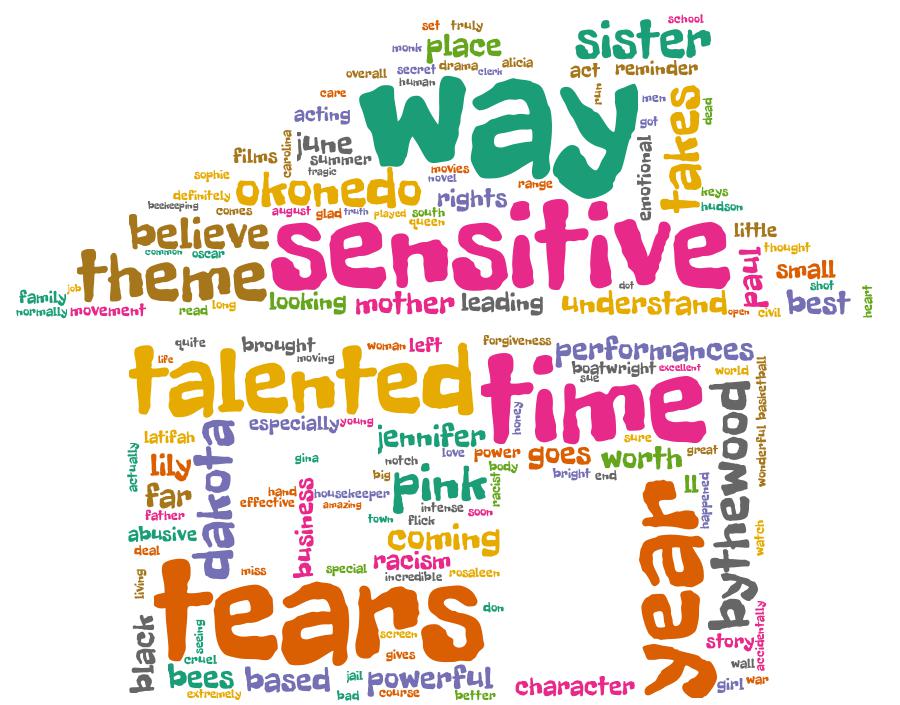 school
set truly
monk place sister
overall secret drama clerk alicia act reminder
human
care way run men dead
acting got takes
films carolina june summer emotional
tragic movies
sophie novel range
definitely okonedo rights keys
beekeeping comes august glad truth played south hudson
queen
believe sensitive little
common oscar thought
theme paul small
job dot shot
family read long looking mother leading understand best heart
normally movement open civil
quite brought woman left forgiveness performances
life moving boatwright excellent world
talented time sue basketball
especially young honey
latifah jennifer sure
actually dakota love power goes worth great wonderful
lily gina notch body bythewood
far big pink racist bright end ll
hand housekeeper
effective business amazing intense soon happened
father town flick
abusive coming year watch
deal racism
living miss special incredible rosaleen
tears don
black seeing screen story accidentally
cruel gives wall
bees based jail powerful character girl war
extremely bad course better